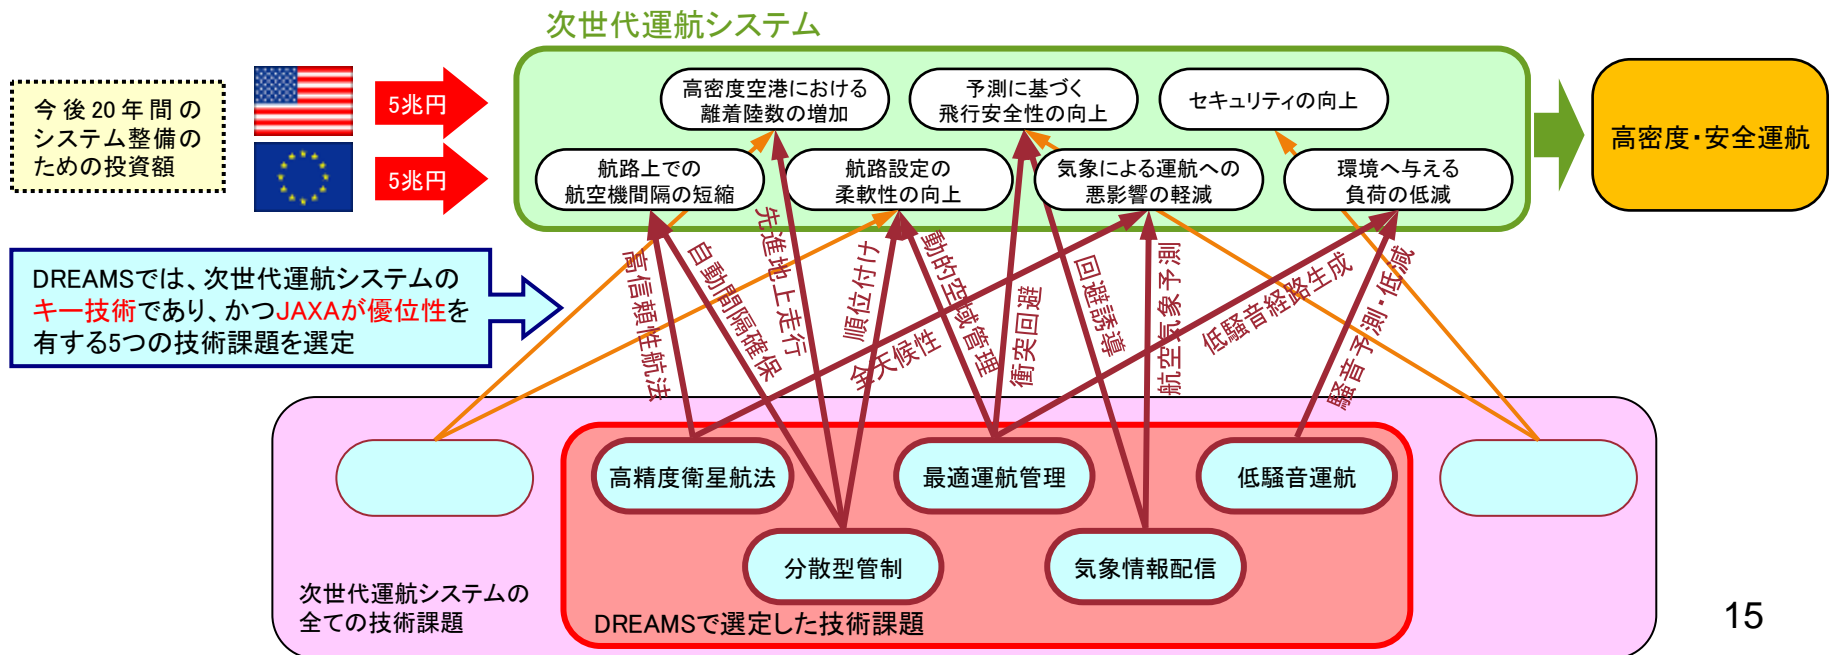 次世代運航システム
今後20年間の
システム整備の
ための投資額
5兆円
5兆円
高密度空港における
離着陸数の増加
予測に基づく
飛行安全性の向上
セキュリティの向上
航路上での
航空機間隔の短縮
航路設定の
柔軟性の向上
気象による運航への
悪影響の軽減
環境へ与える
負荷の低減
高密度・安全運航
DREAMSでは、次世代運航システムの
キー技術であり、かつJAXAが優位性を
有する5つの技術課題を選定
高信頼性航法
自動間隔確保
先進地上走行
順位付け
全天候性
動的空域管理
衝突回避
回避誘導
航空気象予測
低騒音経路生成
騒音予測・低減
高精度衛星航法
最適運航管理
低騒音運航
分散型管制
気象情報配信
次世代運航システムの
全ての技術課題
DREAMSで選定した技術課題
15